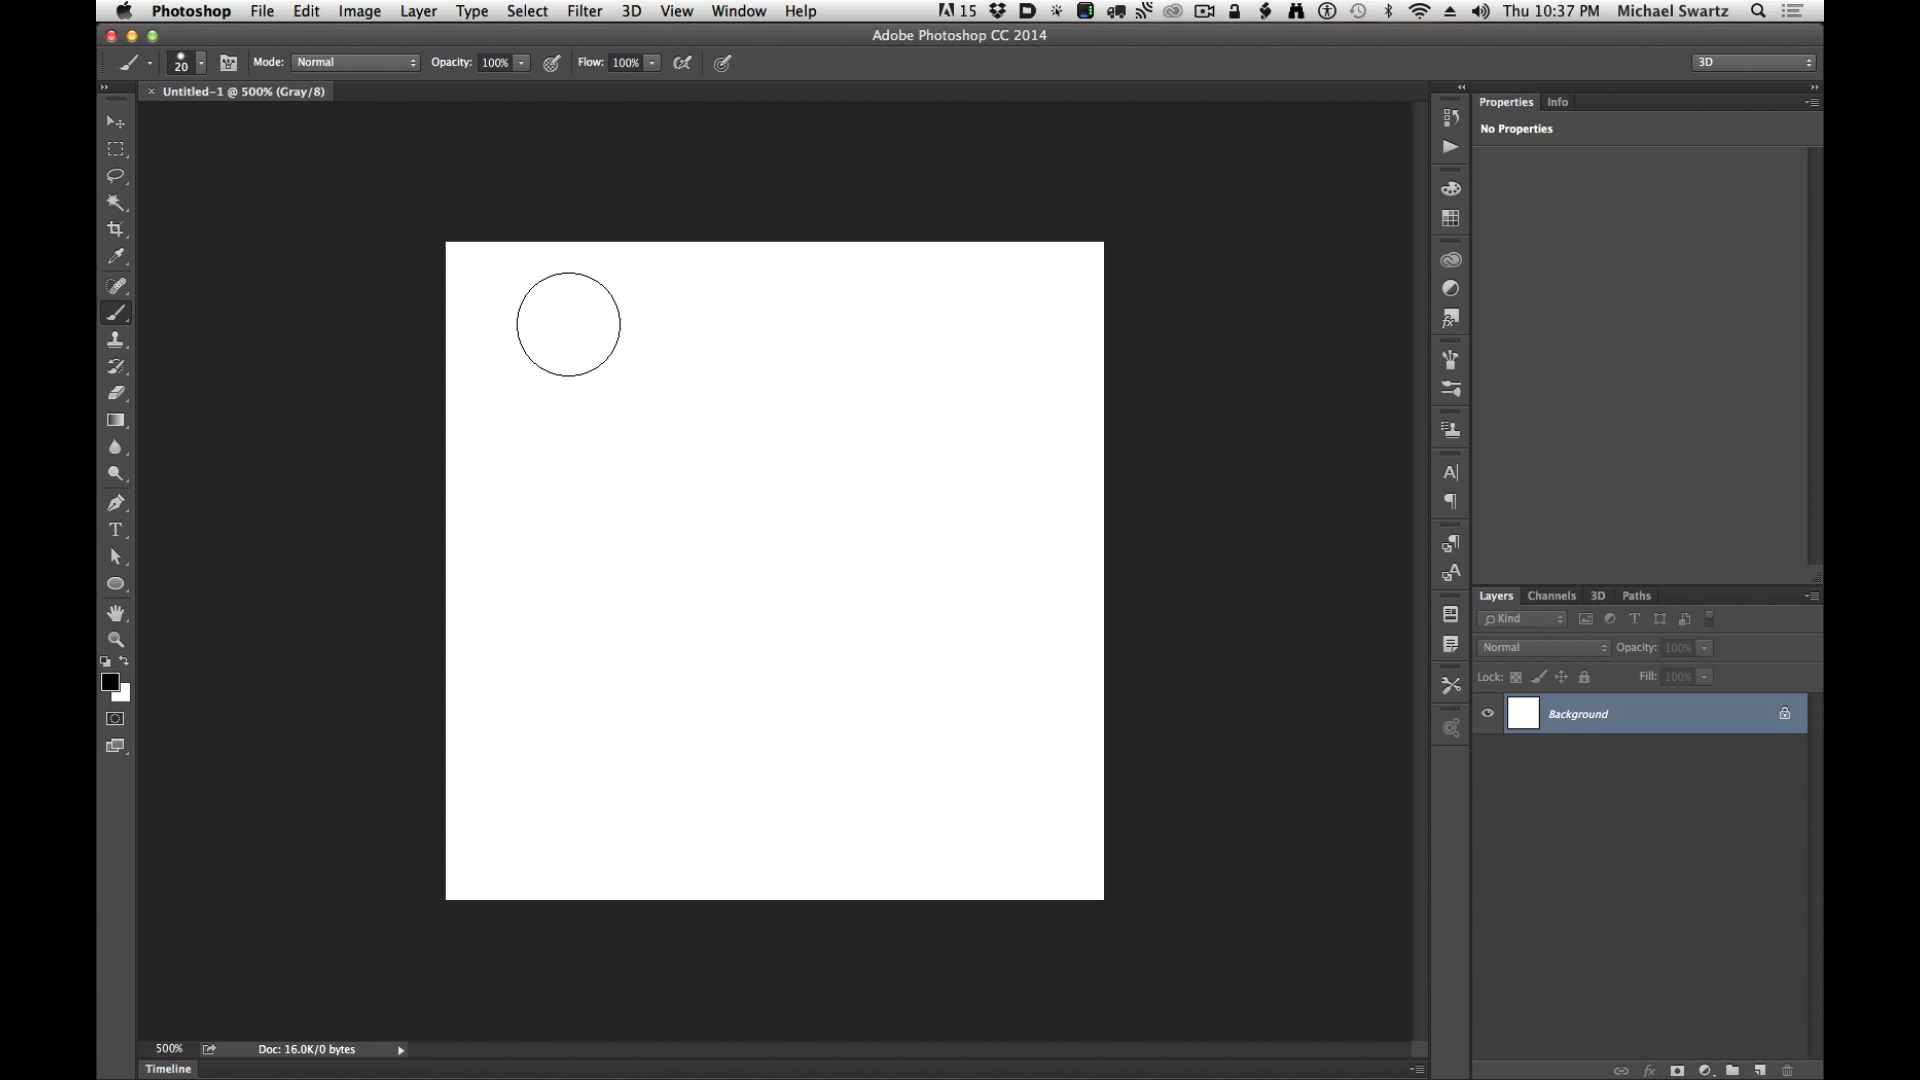 Photoshop File Edit Image Layer Type Select Filter 3D View Window Help 15 Thu 10:37 PM Michael Swartz
Adobe Photoshop CC 2014
20 Mode: Normal Opacity: 100% Flow: 100% 3D
Untitled-1 @ 500% (Gray/8)
Properties Info
No Properties
Layers Channels 3D Paths
Kind
Normal Opacity: 100%
Lock: Fill: 100%
Background
500% Doc: 16.0K/0 bytes
Timeline